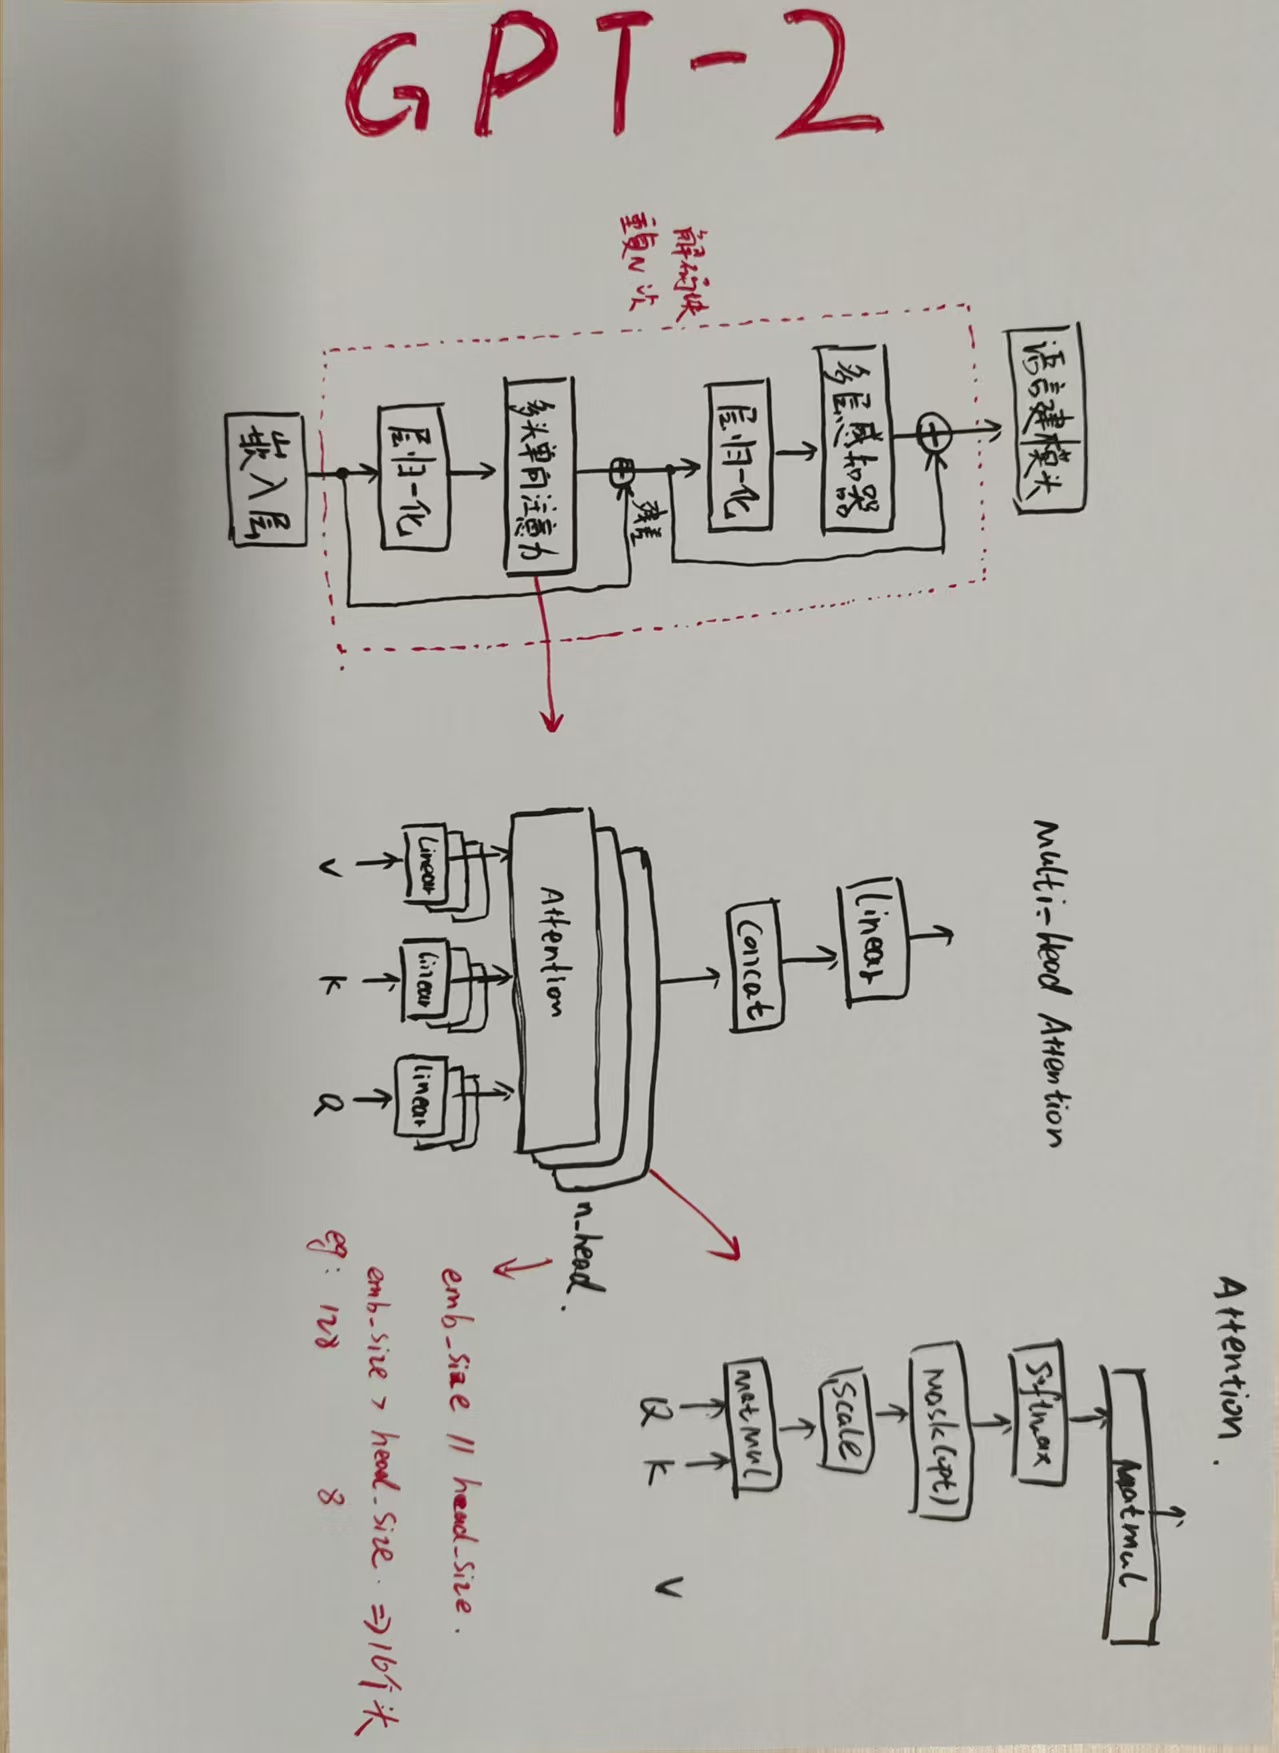 GPT-2
解码块
重复N次
语言建模头
多层感知器
层归一化
残差
多头单向注意力
层归一化
嵌入层
Multi-Head Attention
Linear
Concat
Attention
n_head.
Linear
Linear
Linear
V
K
Q
emb_size // head_size.
emb_size > head_size. ⇒ 16个头
eg: 128 8
Attention.
Matmul
Softmax
Mask(opt)
Scale
MatMul
Q
K
V